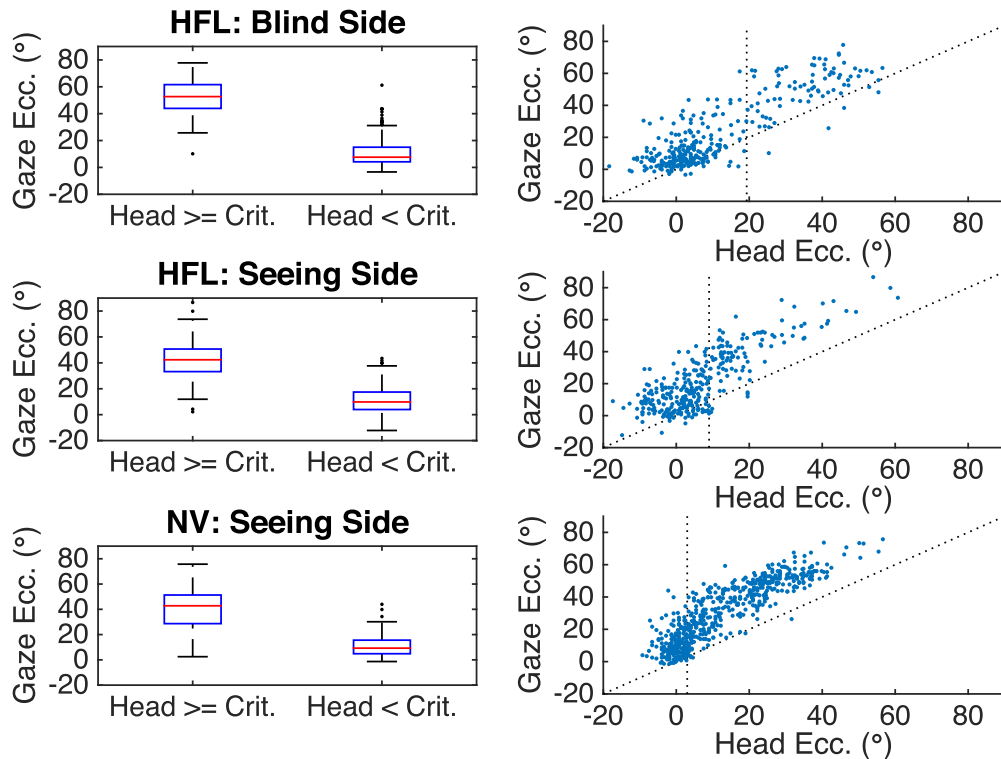 HFL: Blind Side
Gaze Ecc. (°)
80
60
40
20
0
-20
Head >= Crit.
Head < Crit.
Gaze Ecc. (°)
80
60
40
20
0
-20
-20 0 20 40 60 80
Head Ecc. (°)
HFL: Seeing Side
Gaze Ecc. (°)
80
60
40
20
0
-20
Head >= Crit.
Head < Crit.
Gaze Ecc. (°)
80
60
40
20
0
-20
-20 0 20 40 60 80
Head Ecc. (°)
NV: Seeing Side
Gaze Ecc. (°)
80
60
40
20
0
-20
Head >= Crit.
Head < Crit.
Gaze Ecc. (°)
80
60
40
20
0
-20
-20 0 20 40 60 80
Head Ecc. (°)